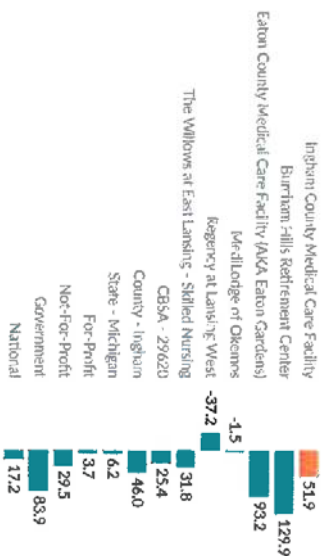 Ingham County Medical Care Facility 51.9
Burcham Hills Retirement Center 129.9
Eaton County Medical Care Facility (AKA Eaton Gardens) 93.2
MediLodge of Okemos -1.5
Regency at Lansing West -37.2
The Willows at East Lansing - Skilled Nursing 31.8
CBSA - 29620 25.4
County - Ingham 46.0
State - Michigan 6.2
For-Profit 3.7
Not-For-Profit 29.5
Government 83.9
National 17.2